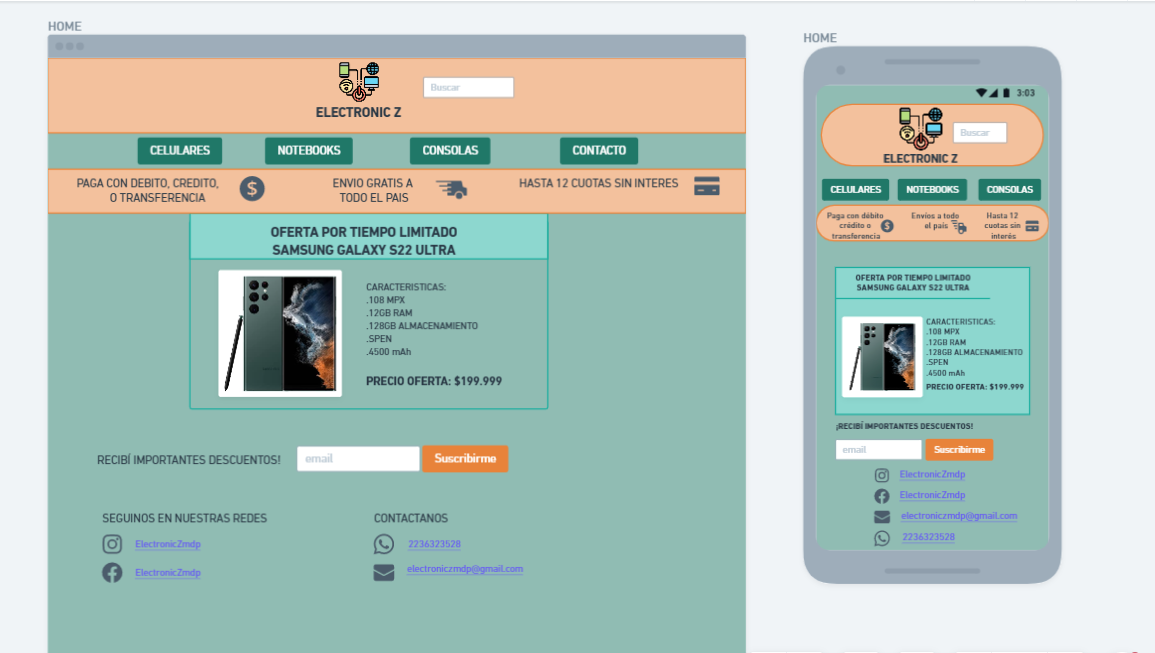 HOME
ELECTRONIC Z
Buscar
CELULARES
NOTEBOOKS
CONSOLAS
CONTACTO
PAGA CON DEBITO, CREDITO,
O TRANSFERENCIA
ENVIO GRATIS A
TODO EL PAIS
HASTA 12 CUOTAS SIN INTERES
OFERTA POR TIEMPO LIMITADO
SAMSUNG GALAXY S22 ULTRA
CARACTERISTICAS:
.108 MPX
.12GB RAM
.128GB ALMACENAMIENTO
.SPEN
.4500 mAh
PRECIO OFERTA: $199.999
RECIBÍ IMPORTANTES DESCUENTOS!
email
Suscribirme
SEGUINOS EN NUESTRAS REDES
ElectronicZmdp
ElectronicZmdp
CONTACTANOS
2236323528
electroniczmdp@gmail.com
HOME
3:03
Buscar
ELECTRONIC Z
CELULARES
NOTEBOOKS
CONSOLAS
Paga con débito
crédito o
transferencia
Envíos a todo
el país
Hasta 12
cuotas sin
interés
OFERTA POR TIEMPO LIMITADO
SAMSUNG GALAXY S22 ULTRA
CARACTERISTICAS:
.108 MPX
.12GB RAM
.128GB ALMACENAMIENTO
.SPEN
.4500 mAh
PRECIO OFERTA: $199.999
¡RECIBÍ IMPORTANTES DESCUENTOS!
email
Suscribirme
ElectronicZmdp
ElectronicZmdp
electroniczmdp@gmail.com
2236323528